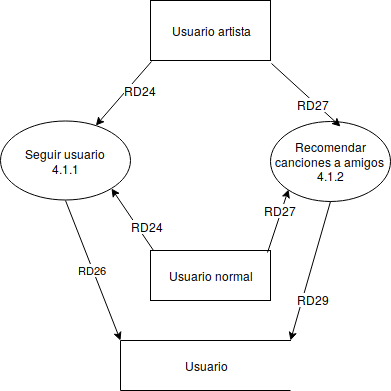 Usuario artista
RD24
RD27
Seguir usuario
4.1.1
Recomendar
canciones a amigos
4.1.2
RD24
RD27
Usuario normal
RD26
RD29
Usuario